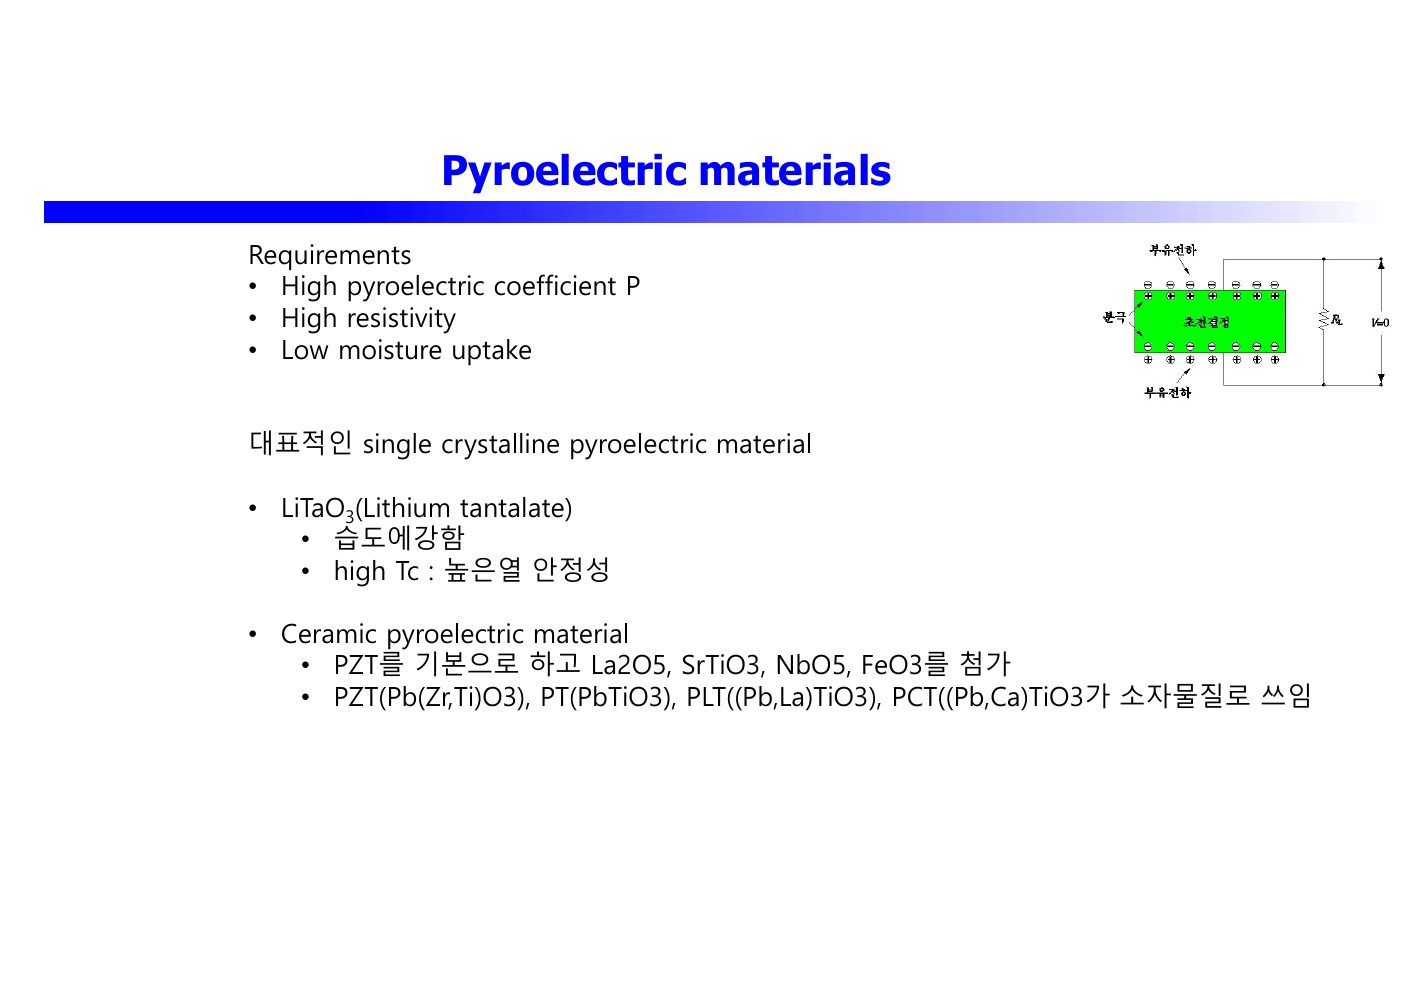 Pyroelectric materials
Requirements
• High pyroelectric coefficient P
• High resistivity
• Low moisture uptake
부유전하
분극
초전결정
RL
V=0
부유전하
대표적인 single crystalline pyroelectric material
• LiTaO₃(Lithium tantalate)
• 습도에강함
• high Tc : 높은열 안정성
• Ceramic pyroelectric material
• PZT를 기본으로 하고 La2O5, SrTiO3, NbO5, FeO3를 첨가
• PZT(Pb(Zr,Ti)O3), PT(PbTiO3), PLT((Pb,La)TiO3), PCT((Pb,Ca)TiO3가 소자물질로 쓰임